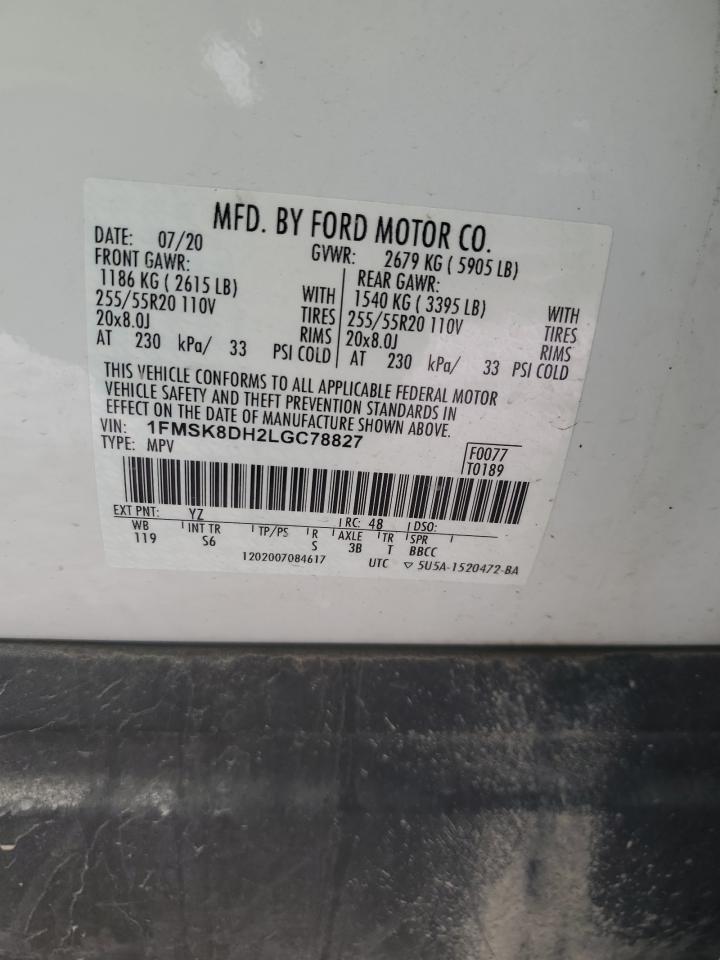 MFD. BY FORD MOTOR CO.
DATE: 07/20 GVWR: 2679 KG ( 5905 LB)
FRONT GAWR: REAR GAWR:
1186 KG ( 2615 LB) WITH 1540 KG ( 3395 LB) WITH
255/55R20 110V TIRES 255/55R20 110V TIRES
20x8.0J RIMS 20x8.0J RIMS
AT 230 kPa/ 33 PSI COLD AT 230 kPa/ 33 PSI COLD
THIS VEHICLE CONFORMS TO ALL APPLICABLE FEDERAL MOTOR
VEHICLE SAFETY AND THEFT PREVENTION STANDARDS IN
EFFECT ON THE DATE OF MANUFACTURE SHOWN ABOVE.
VIN: 1FMSK8DH2LGC78827
TYPE: MPV F0077
T0189
EXT PNT: YZ RC: 48 DSO:
WB INT TR TP/PS R AXLE TR SPR
119 S6 S 3B T BBCC
1202007084617 UTC ▽ 5U5A-1520472-BA